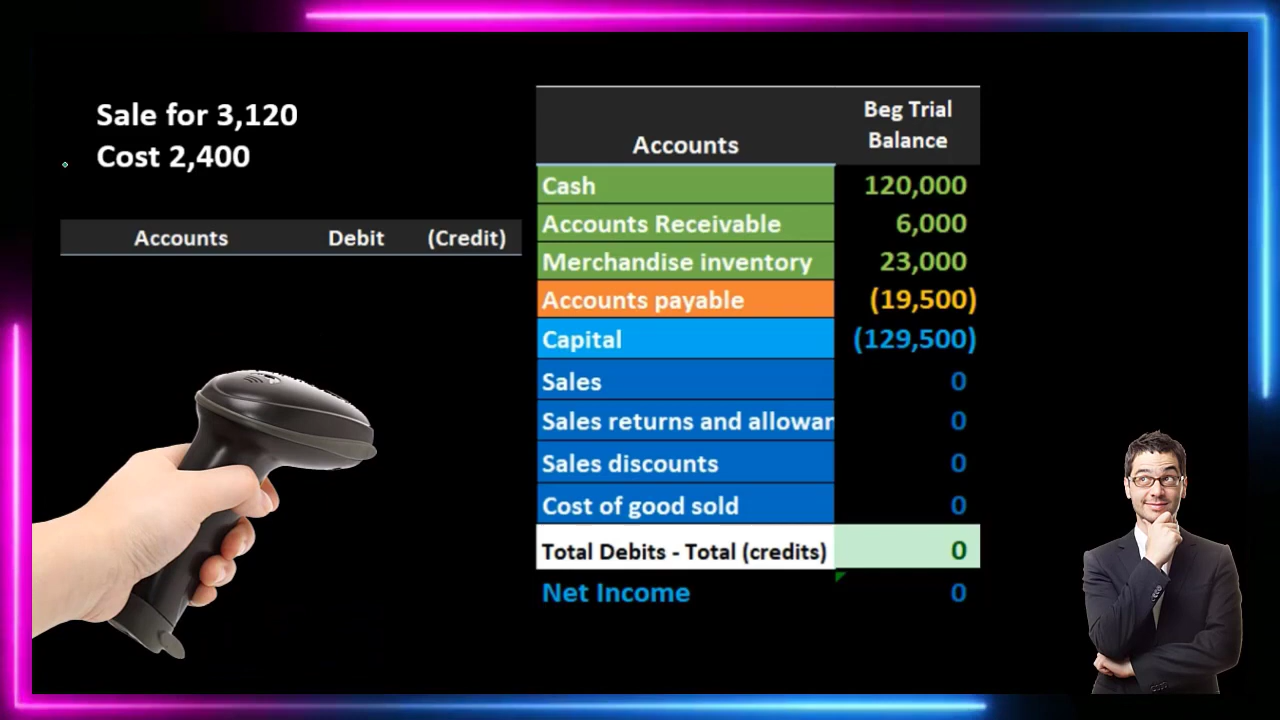 Sale for 3,120
Cost 2,400
Accounts Debit (Credit)
Accounts Beg Trial Balance
Cash 120,000
Accounts Receivable 6,000
Merchandise inventory 23,000
Accounts payable (19,500)
Capital (129,500)
Sales 0
Sales returns and allowar 0
Sales discounts 0
Cost of good sold 0
Total Debits - Total (credits) 0
Net Income 0